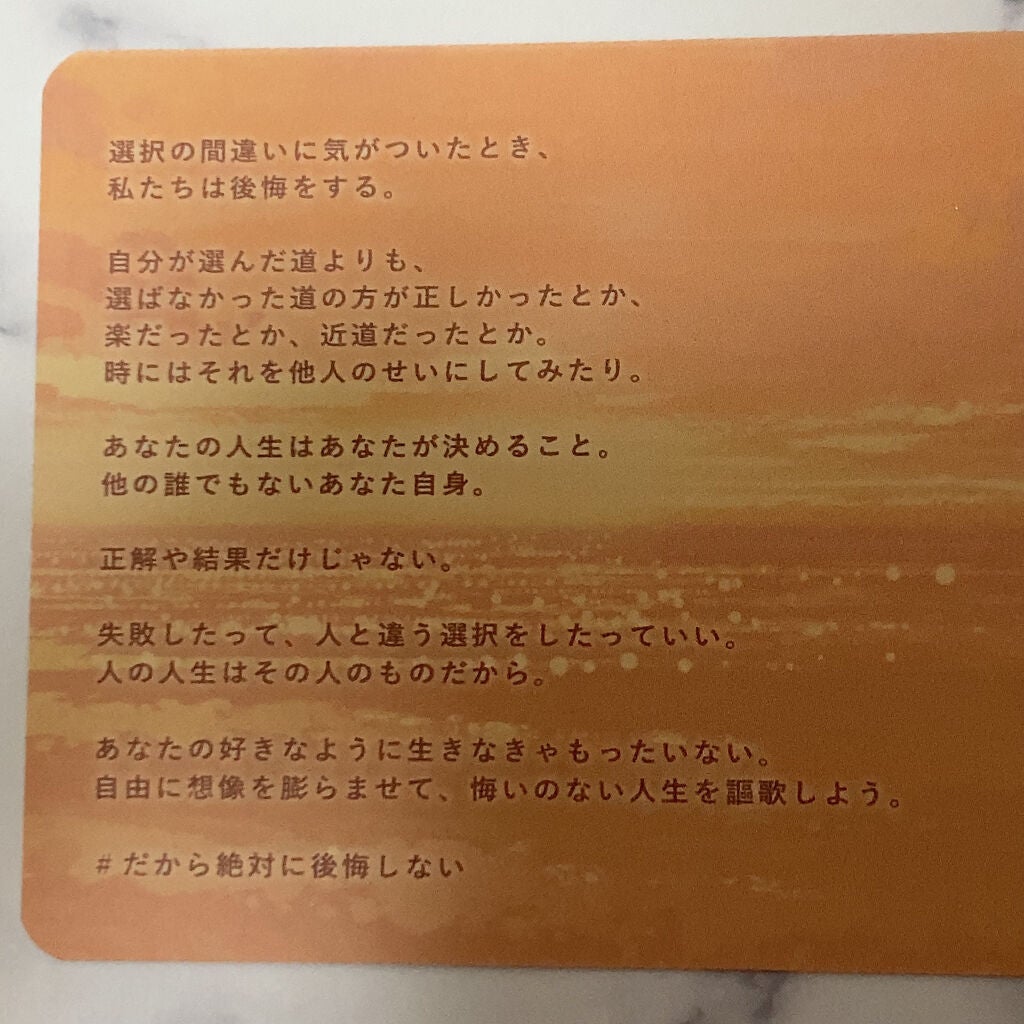 選択の間違いに気がついたとき、
私たちは後悔をする。
自分が選んだ道よりも、
選ばなかった道の方が正しかったとか、
楽だったとか、近道だったとか。
時にはそれを他人のせいにしてみたり。
あなたの人生はあなたが決めること。
他の誰でもないあなた自身。
正解や結果だけじゃない。
失敗したって、人と違う選択をしたっていい。
人の人生はその人のものだから。
あなたの好きなように生きなきゃもったいない。
自由に想像を膨らませて、悔いのない人生を謳歌しよう。
#だから絶対に後悔しない